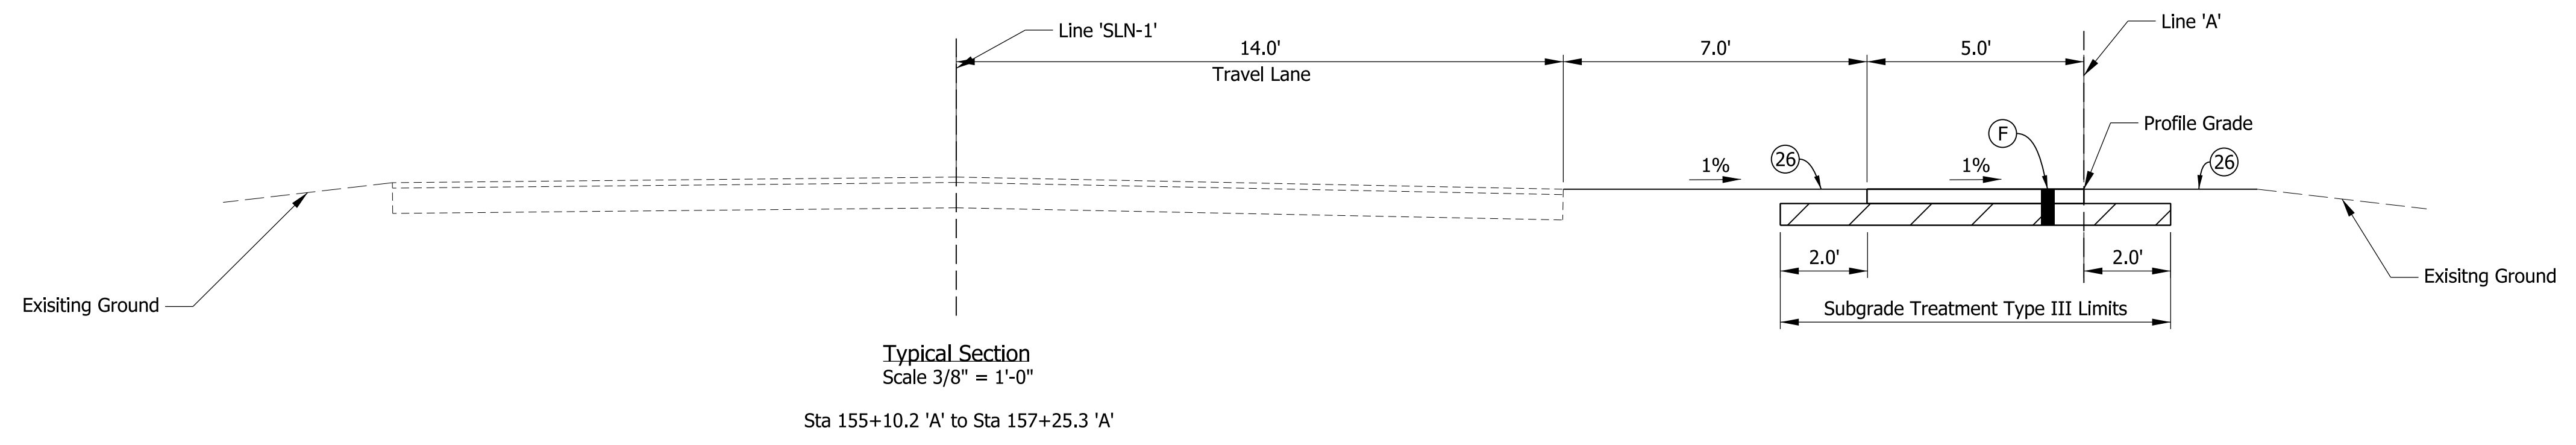 Line 'SLN-1'
Line 'A'
14.0'
Travel Lane
7.0'
5.0'
Profile Grade
F
26
26
1%
1%
2.0'
2.0'
Exisiting Ground
Exisitng Ground
Subgrade Treatment Type III Limits
Typical Section
Scale 3/8" = 1'-0"
Sta 155+10.2 'A' to Sta 157+25.3 'A'